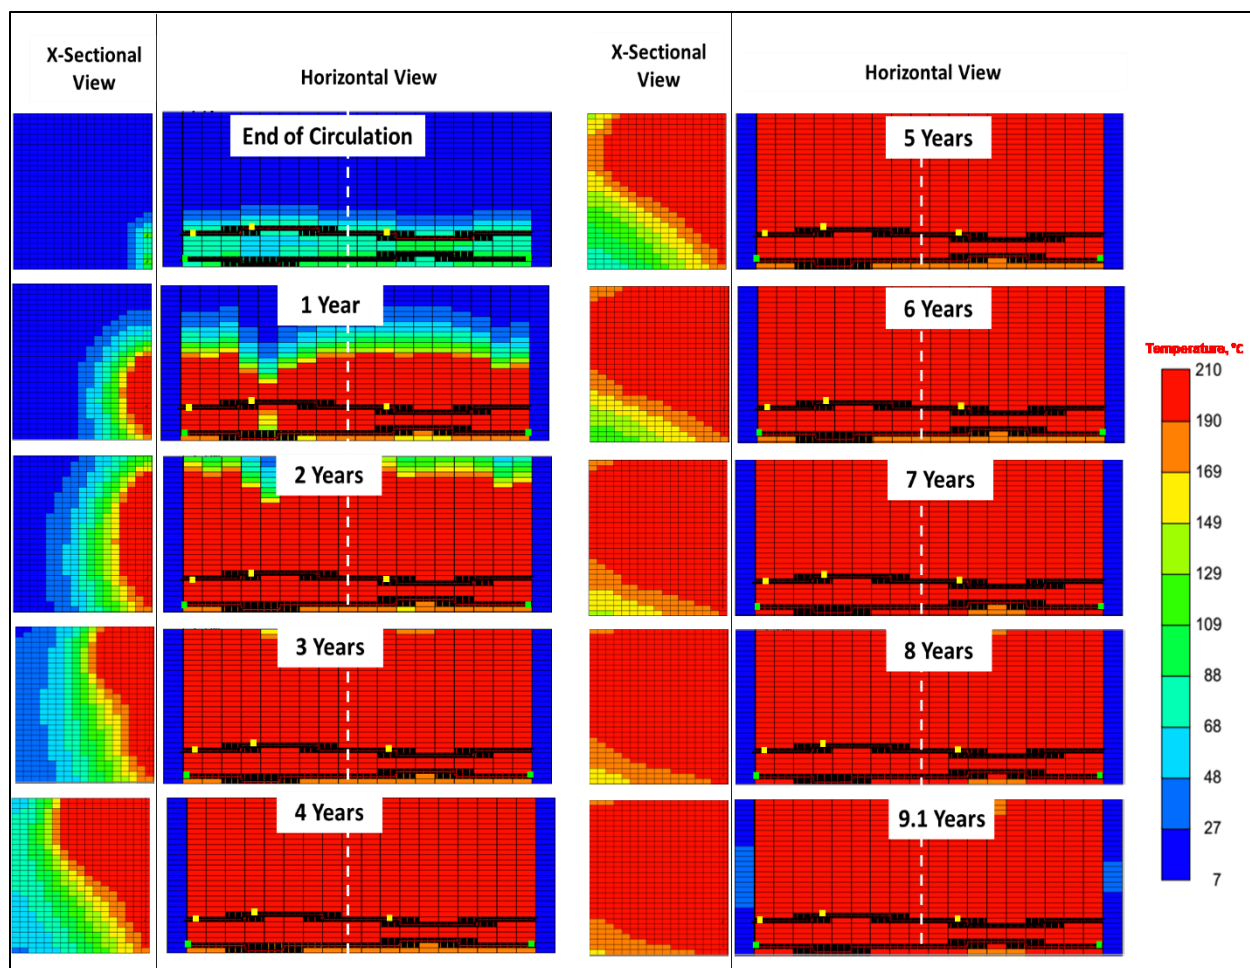 X-Sectional
View
Horizontal View
X-Sectional
View
Horizontal View
End of Circulation
1 Year
2 Years
3 Years
4 Years
5 Years
6 Years
7 Years
8 Years
9.1 Years
Temperature, °C
210
190
169
149
129
109
88
68
48
27
7